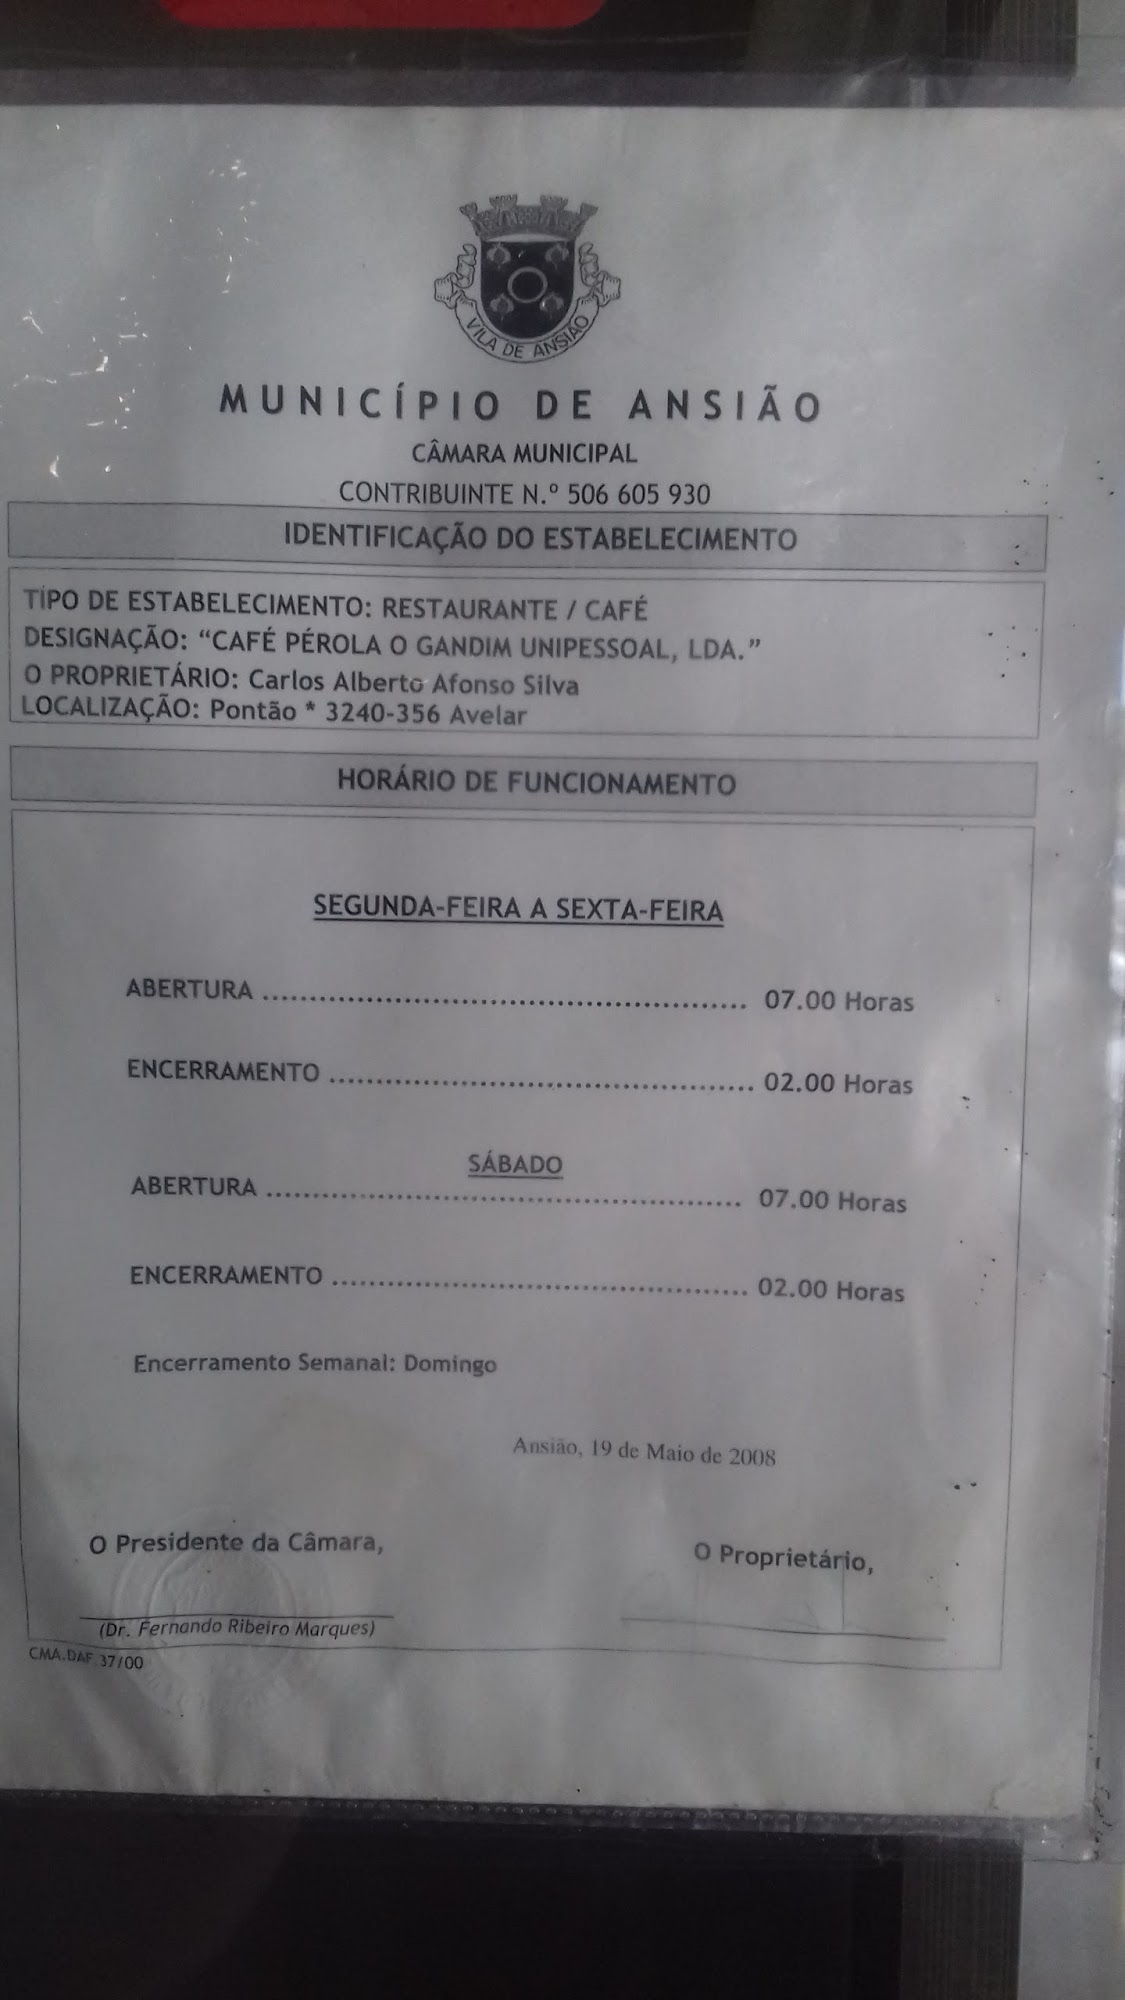 VILA DE ANSIÃO
MUNICÍPIO DE ANSIÃO
CÂMARA MUNICIPAL
CONTRIBUINTE N.º 506 605 930
IDENTIFICAÇÃO DO ESTABELECIMENTO
TIPO DE ESTABELECIMENTO: RESTAURANTE / CAFÉ
DESIGNAÇÃO: “CAFÉ PÉROLA O GANDIM UNIPESSOAL, LDA.”
O PROPRIETÁRIO: Carlos Alberto Afonso Silva
LOCALIZAÇÃO: Pontão * 3240-356 Avelar
HORÁRIO DE FUNCIONAMENTO
SEGUNDA-FEIRA A SEXTA-FEIRA
ABERTURA .................................................... 07.00 Horas
ENCERRAMENTO .............................................. 02.00 Horas
SÁBADO
ABERTURA .................................................... 07.00 Horas
ENCERRAMENTO .............................................. 02.00 Horas
Encerramento Semanal: Domingo
Ansião, 19 de Maio de 2008
O Presidente da Câmara,
O Proprietário,
(Dr. Fernando Ribeiro Marques)
CMA.DAF.37/00